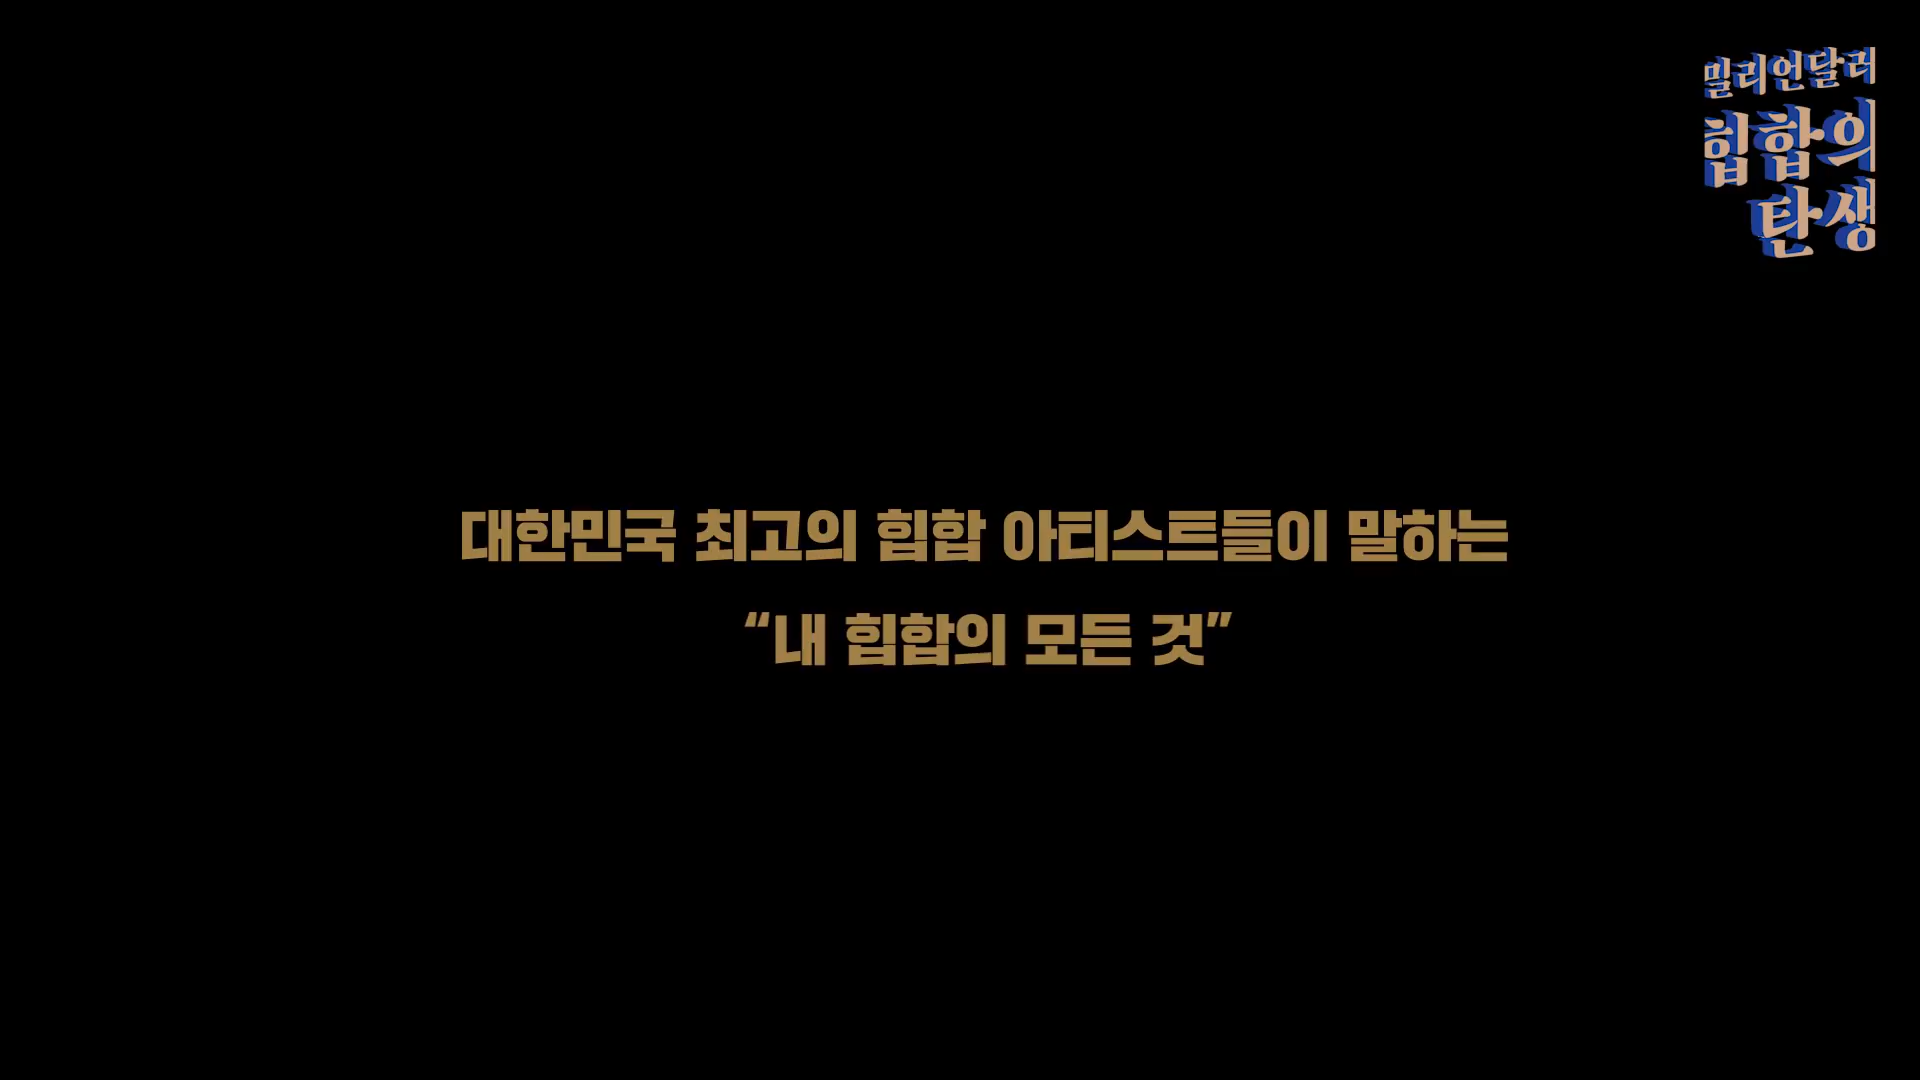 밀리언달러
힙합의
탄생
대한민국 최고의 힙합 아티스트들이 말하는
“내 힙합의 모든 것”